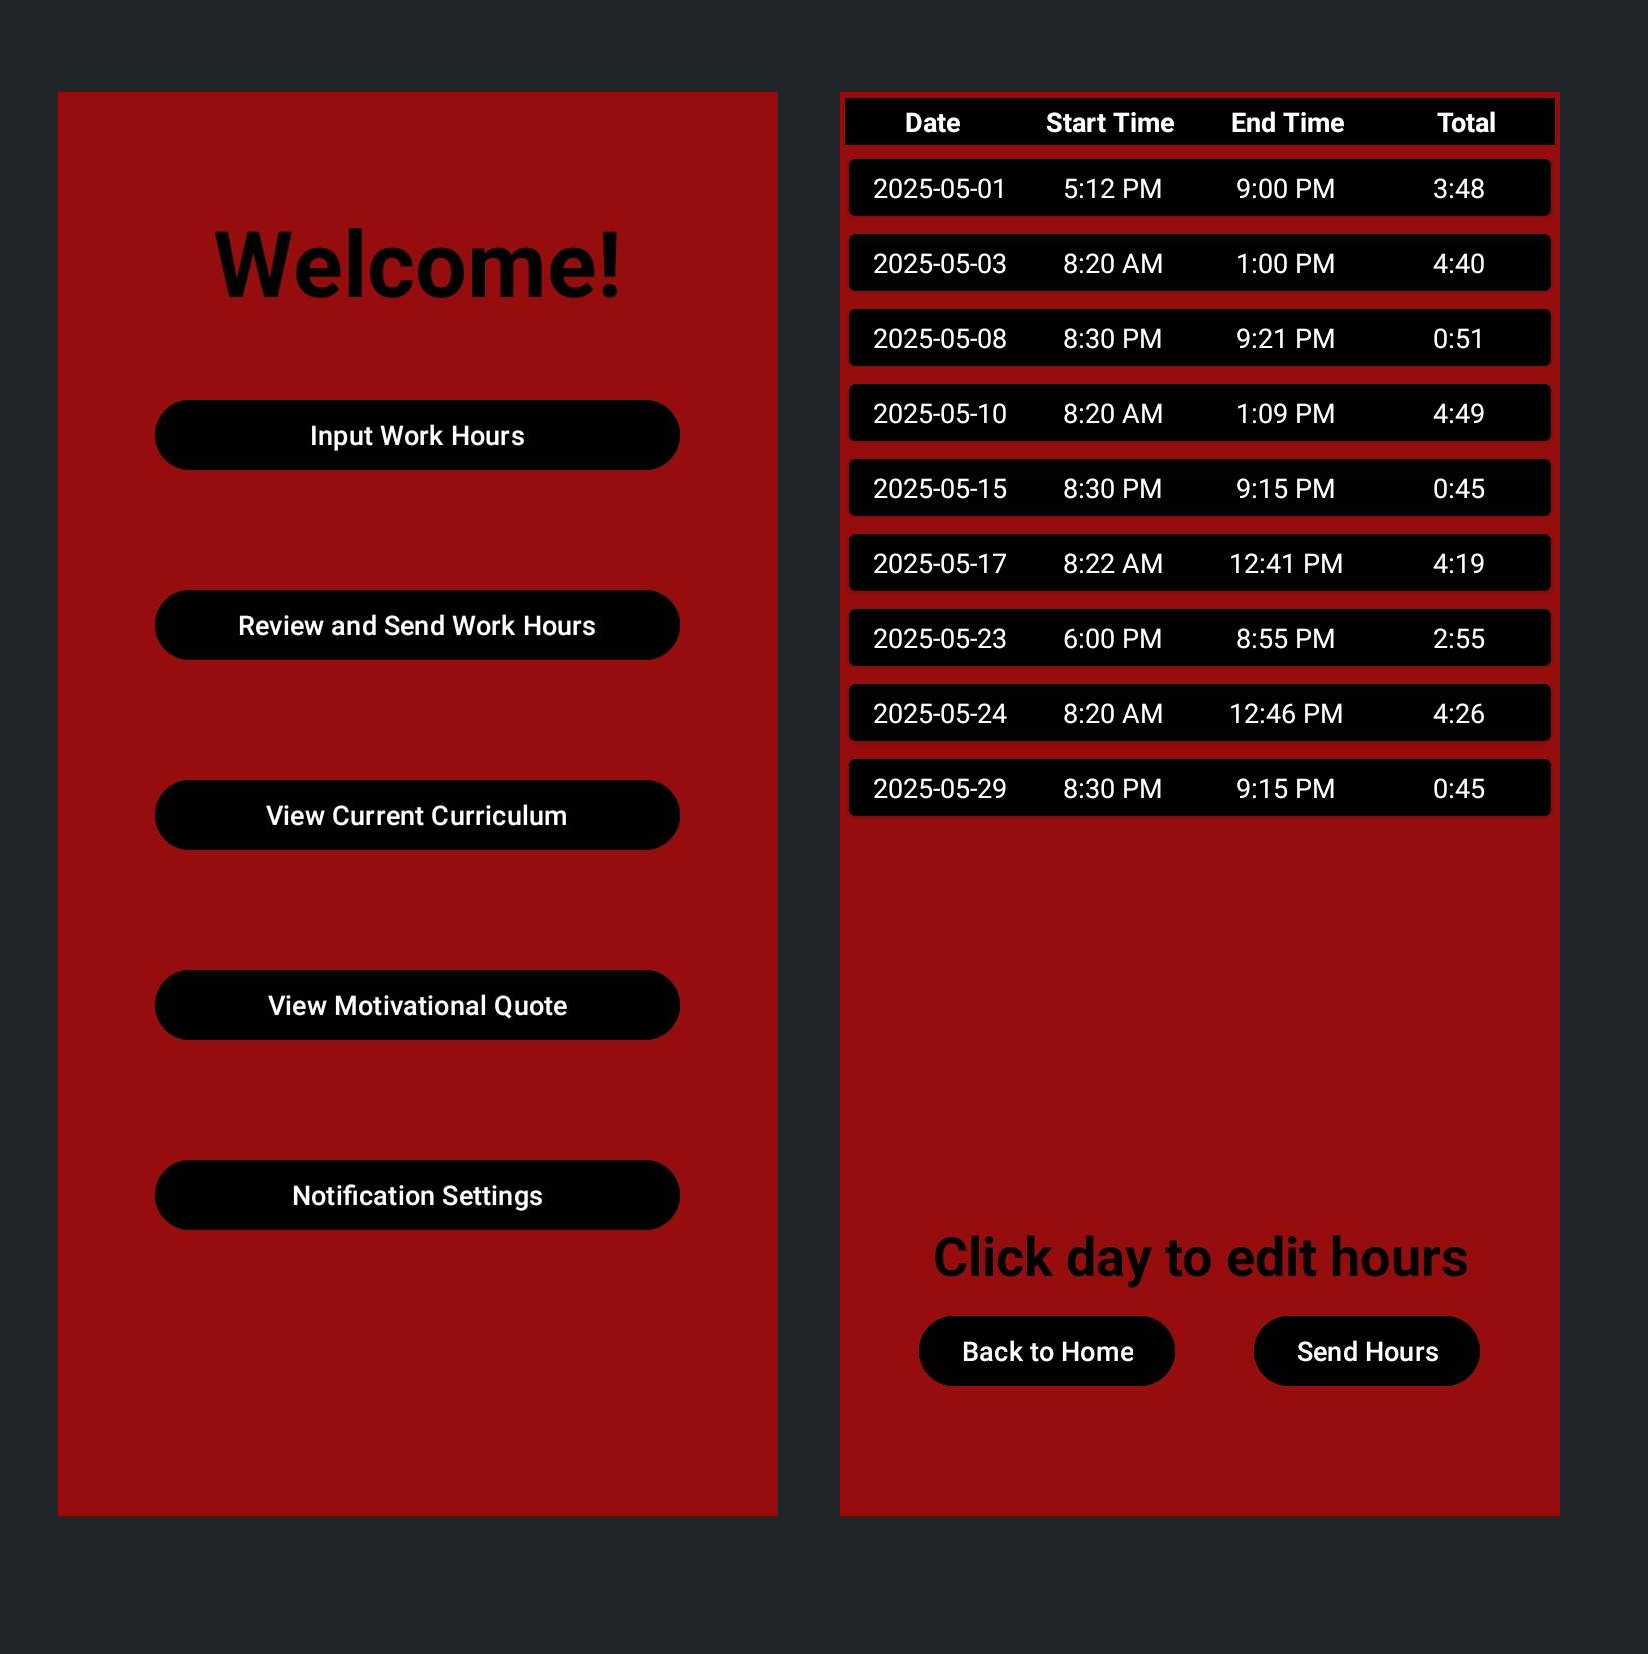 Welcome!
Input Work Hours
Review and Send Work Hours
View Current Curriculum
View Motivational Quote
Notification Settings
Date Start Time End Time Total
2025-05-01 5:12 PM 9:00 PM 3:48
2025-05-03 8:20 AM 1:00 PM 4:40
2025-05-08 8:30 PM 9:21 PM 0:51
2025-05-10 8:20 AM 1:09 PM 4:49
2025-05-15 8:30 PM 9:15 PM 0:45
2025-05-17 8:22 AM 12:41 PM 4:19
2025-05-23 6:00 PM 8:55 PM 2:55
2025-05-24 8:20 AM 12:46 PM 4:26
2025-05-29 8:30 PM 9:15 PM 0:45
Click day to edit hours
Back to Home Send Hours